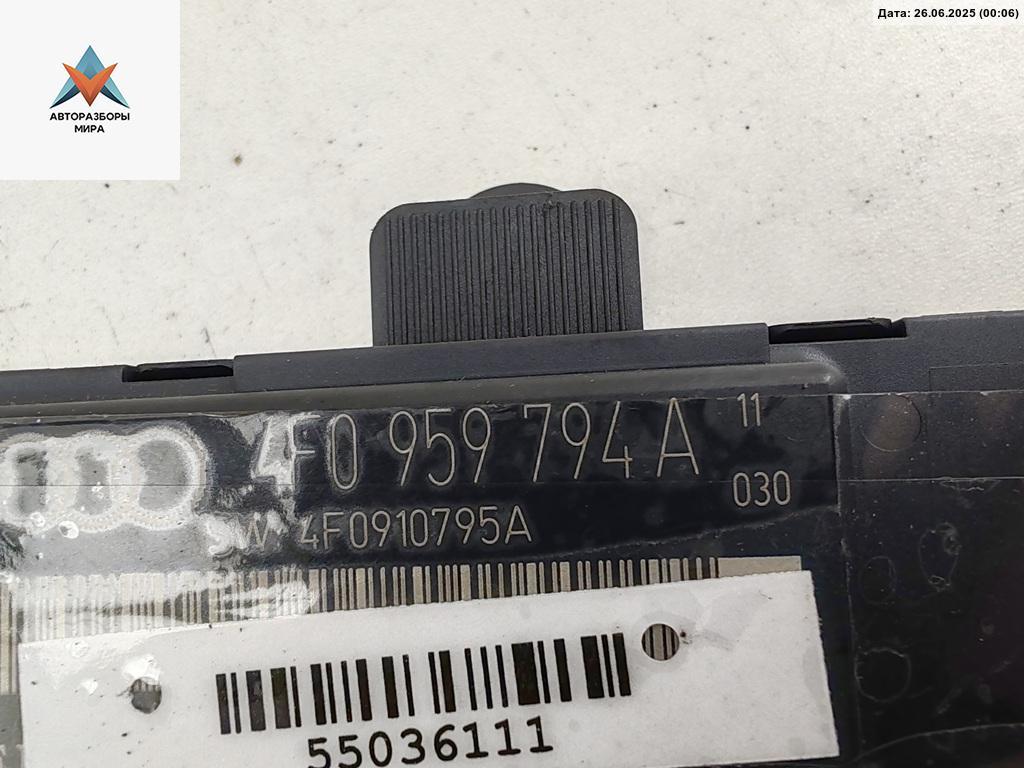 Дата: 26.06.2025 (00:06)
АВТОРАЗБОРЫ
МИРА
4F0 959 794 A 11
030
SW: 4F0910795A
55036111